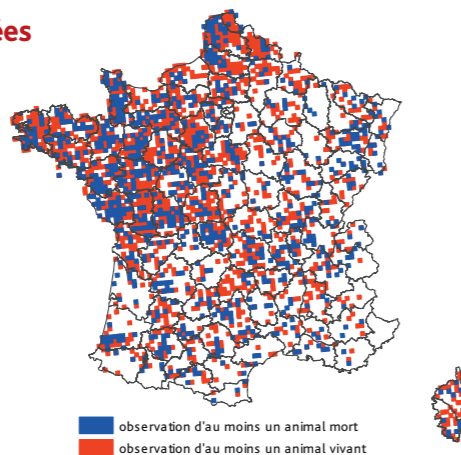 ées
observation d'au moins un animal mort
observation d'au moins un animal vivant